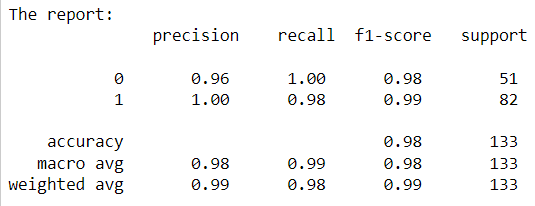 The report:
precision recall f1-score support
0 0.96 1.00 0.98 51
1 1.00 0.98 0.99 82
accuracy 0.98 133
macro avg 0.98 0.99 0.98 133
weighted avg 0.99 0.98 0.99 133